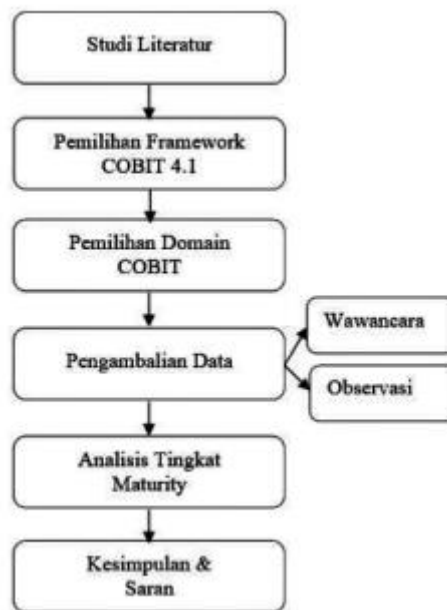 Studi Literatur
Pemilihan Framework
COBIT 4.1
Pemilihan Domain
COBIT
Pengambalian Data
Wawancara
Observasi
Analisis Tingkat
Maturity
Kesimpulan &
Saran